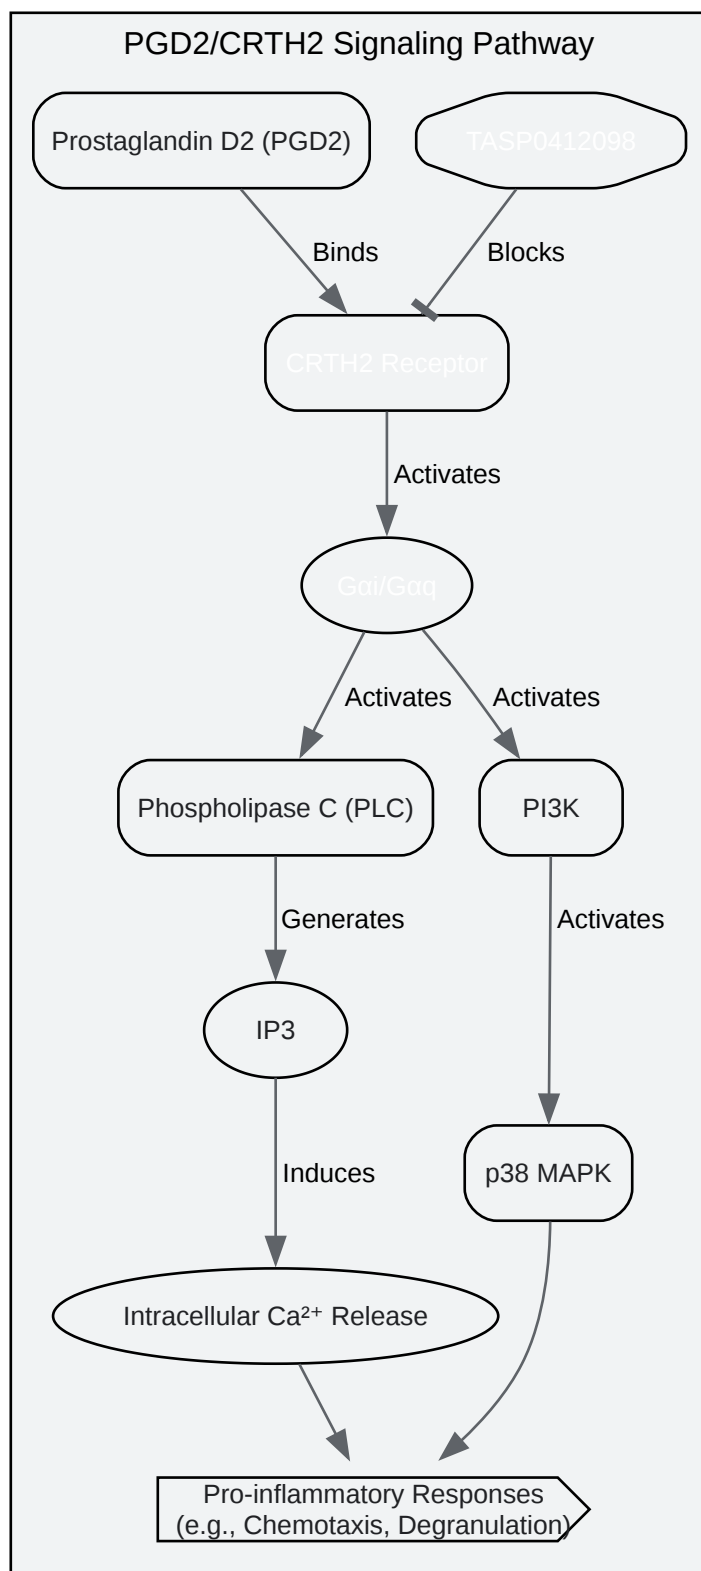 PGD2/CRTH2 Signaling Pathway
Prostaglandin D2 (PGD2)
TASP0412098
Binds
Blocks
CRTH2 Receptor
Activates
Gαi/Gαq
Activates
Activates
Phospholipase C (PLC)
PI3K
Generates
Activates
IP3
Induces
p38 MAPK
Intracellular Ca²⁺ Release
Pro-inflammatory Responses
(e.g., Chemotaxis, Degranulation)